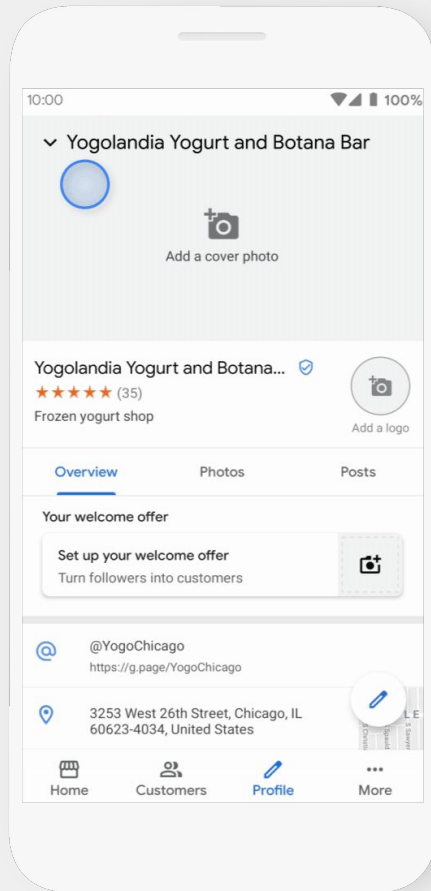 10:00
100%
Yogolandia Yogurt and Botana Bar
Add a cover photo
Yogolandia Yogurt and Botana...
(35)
Frozen yogurt shop
Add a logo
Overview
Photos
Posts
Your welcome offer
Set up your welcome offer
Turn followers into customers
@YogoChicago
https://g.page/YogoChicago
3253 West 26th Street, Chicago, IL
60623-4034, United States
L E
S Sawyer
Home
Customers
Profile
More